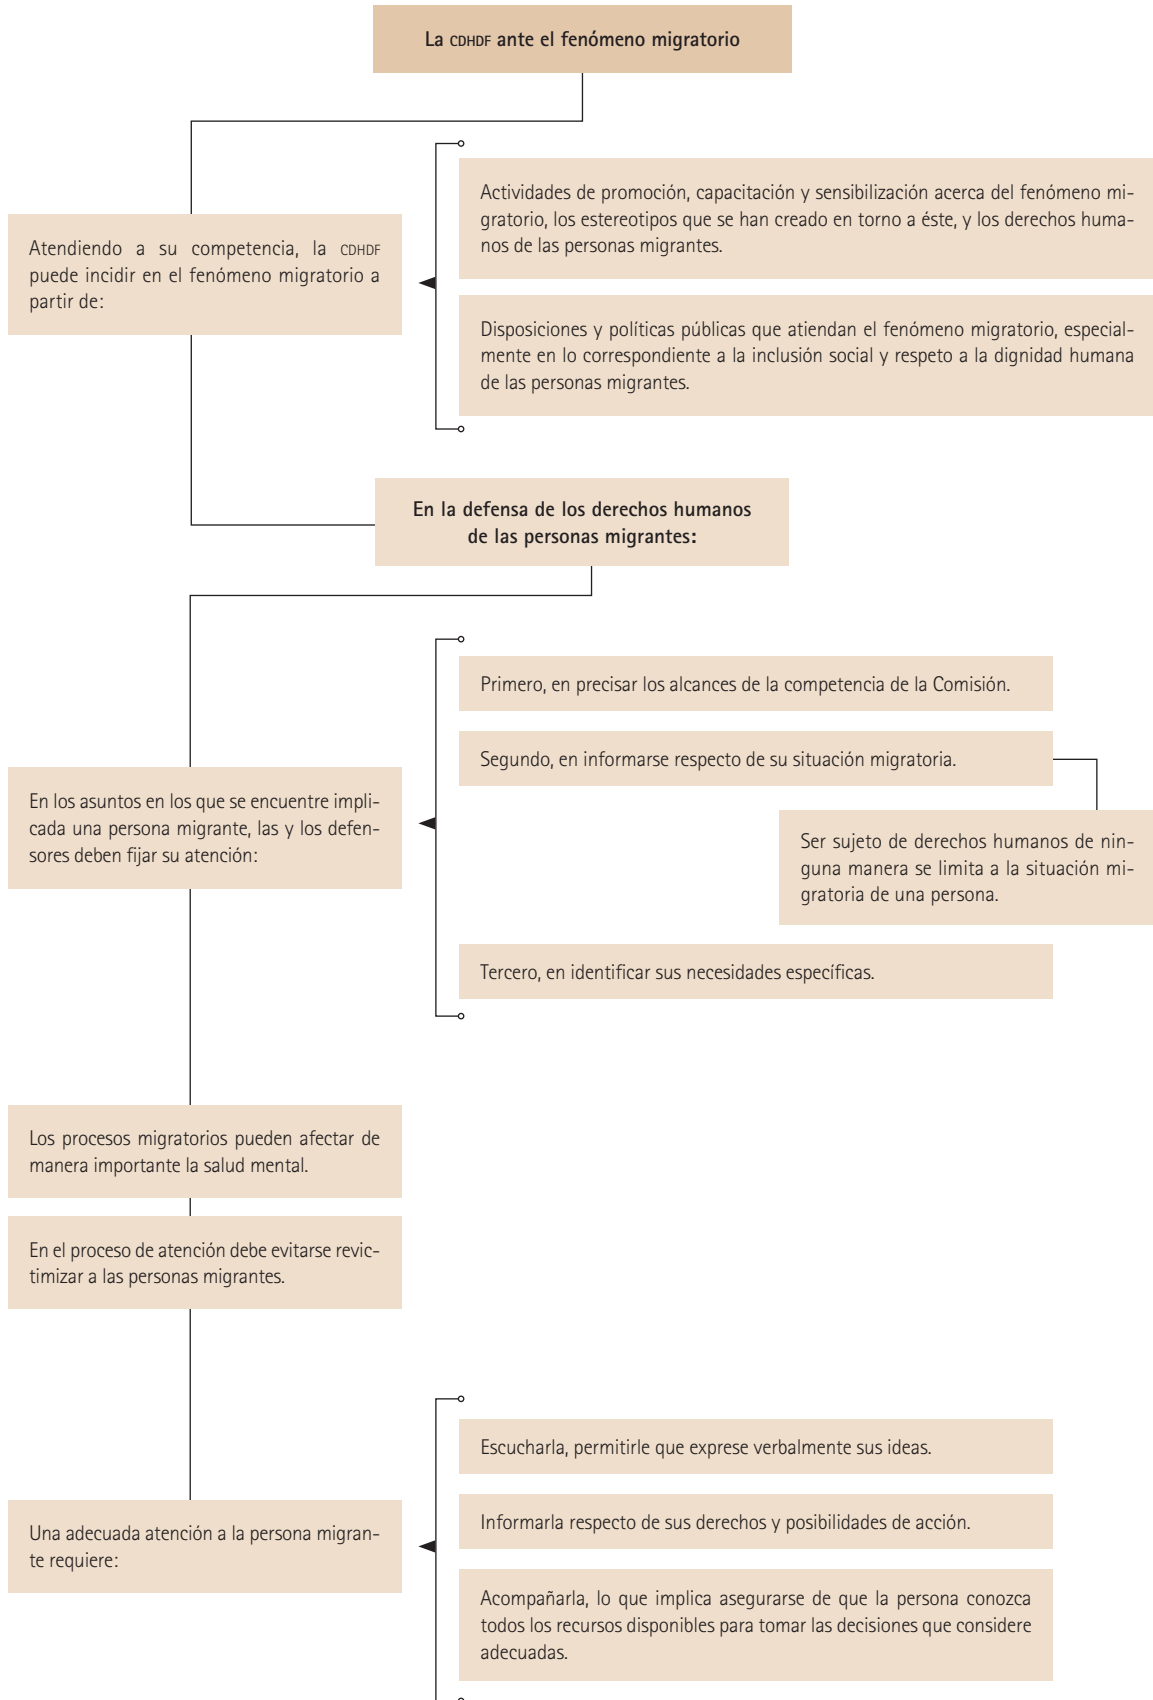 La CDHDF ante el fenómeno migratorio
Atendiendo a su competencia, la CDHDF
puede incidir en el fenómeno migratorio a
partir de:
Actividades de promoción, capacitación y sensibilización acerca del fenómeno mi-
gratorio, los estereotipos que se han creado en torno a éste, y los derechos huma-
nos de las personas migrantes.
Disposiciones y políticas públicas que atiendan el fenómeno migratorio, especial-
mente en lo correspondiente a la inclusión social y respeto a la dignidad humana
de las personas migrantes.
En la defensa de los derechos humanos
de las personas migrantes:
En los asuntos en los que se encuentre impli-
cada una persona migrante, las y los defen-
sores deben fijar su atención:
Primero, en precisar los alcances de la competencia de la Comisión.
Segundo, en informarse respecto de su situación migratoria.
Ser sujeto de derechos humanos de nin-
guna manera se limita a la situación mi-
gratoria de una persona.
Tercero, en identificar sus necesidades específicas.
Los procesos migratorios pueden afectar de
manera importante la salud mental.
En el proceso de atención debe evitarse revic-
timizar a las personas migrantes.
Una adecuada atención a la persona migran-
te requiere:
Escucharla, permitirle que exprese verbalmente sus ideas.
Informarla respecto de sus derechos y posibilidades de acción.
Acompañarla, lo que implica asegurarse de que la persona conozca
todos los recursos disponibles para tomar las decisiones que considere
adecuadas.